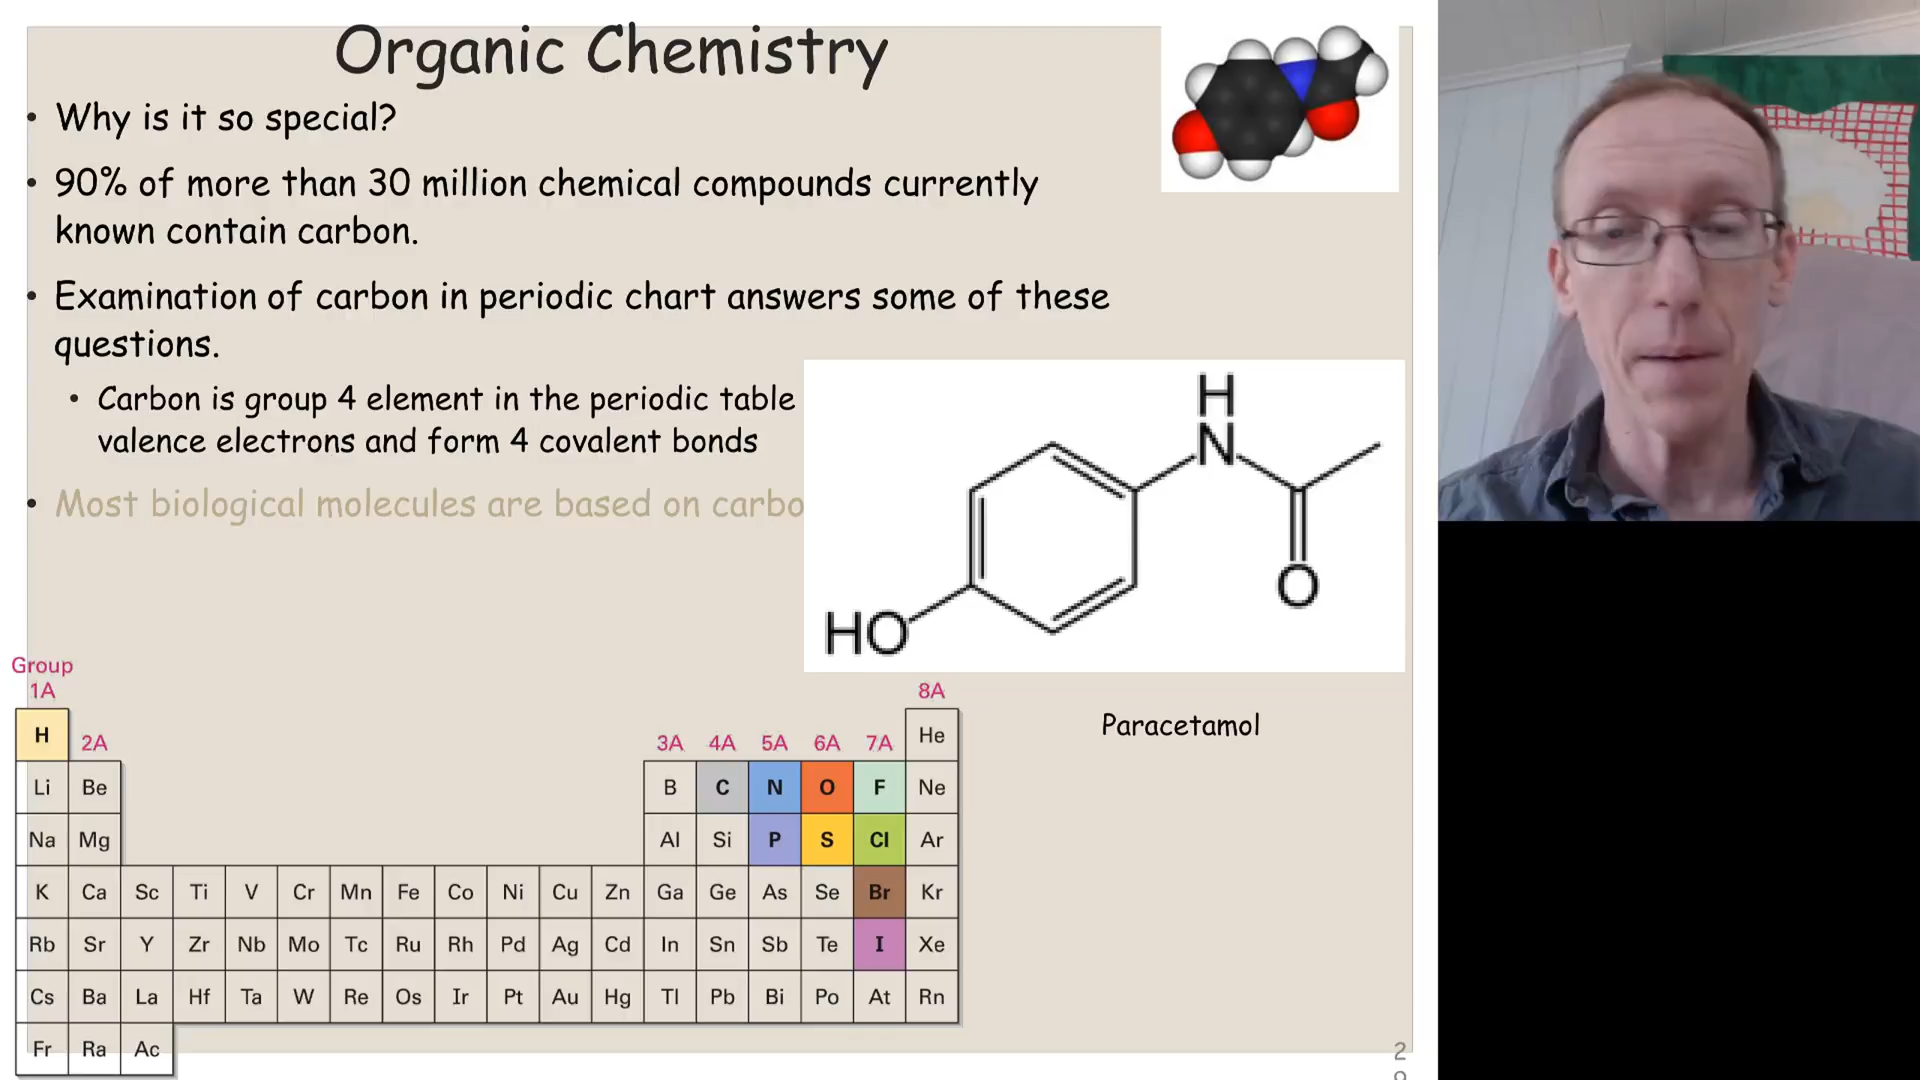 Organic Chemistry
• Why is it so special?
• 90% of more than 30 million chemical compounds currently
known contain carbon.
• Examination of carbon in periodic chart answers some of these
questions.
• Carbon is group 4 element in the periodic table
valence electrons and form 4 covalent bonds
• Most biological molecules are based on carbo
H
N
O
HO
Paracetamol
Group
1A 8A
H 2A 3A 4A 5A 6A 7A He
Li Be B C N O F Ne
Na Mg Al Si P S Cl Ar
K Ca Sc Ti V Cr Mn Fe Co Ni Cu Zn Ga Ge As Se Br Kr
Rb Sr Y Zr Nb Mo Tc Ru Rh Pd Ag Cd In Sn Sb Te I Xe
Cs Ba La Hf Ta W Re Os Ir Pt Au Hg Tl Pb Bi Po At Rn
Fr Ra Ac
2